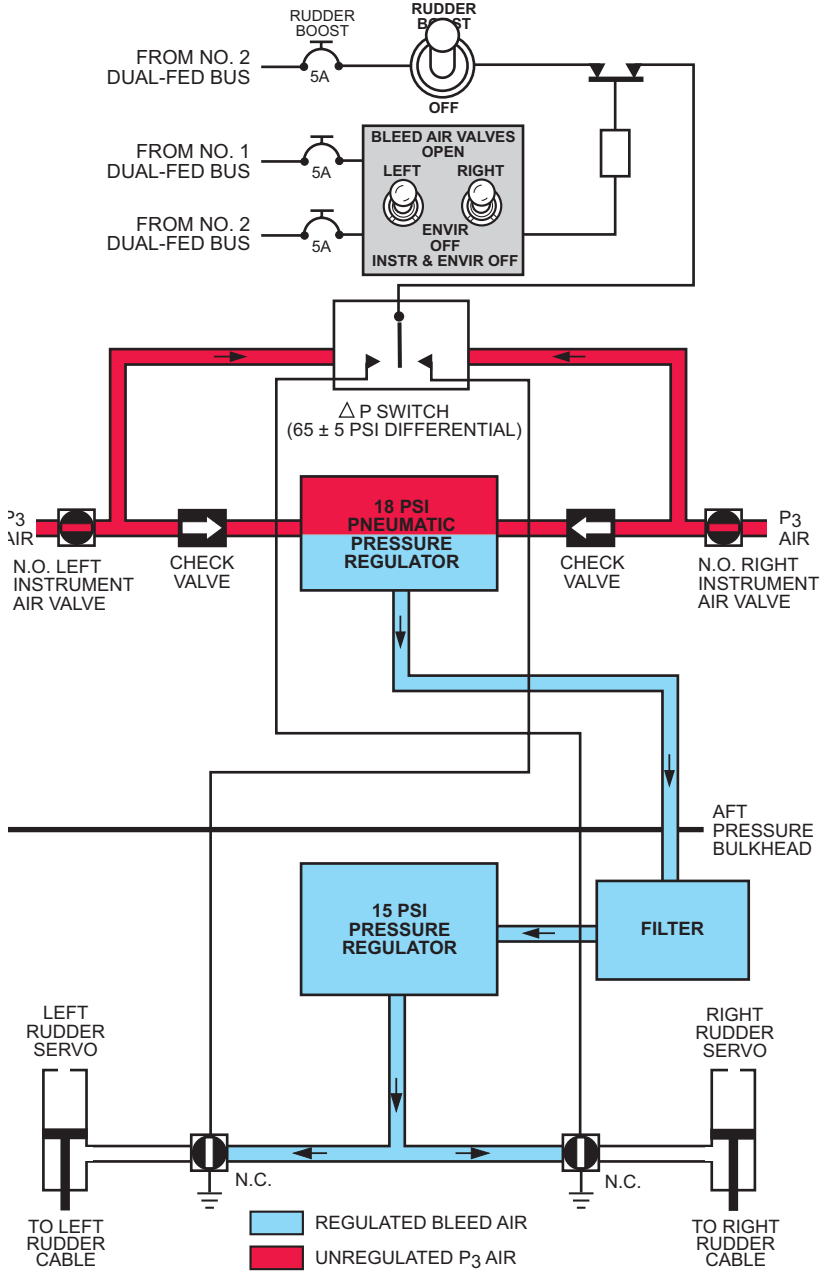 RUDDER
BOOST
RUDDER
BOOST
FROM NO. 2
DUAL-FED BUS
5A
OFF
FROM NO. 1
DUAL-FED BUS
5A
BLEED AIR VALVES
OPEN
LEFT
RIGHT
FROM NO. 2
DUAL-FED BUS
5A
ENVIR
OFF
INSTR & ENVIR OFF
△ P SWITCH
(65 ± 5 PSI DIFFERENTIAL)
P3
AIR
18 PSI
PNEUMATIC
PRESSURE
REGULATOR
P3
AIR
N.O. LEFT
INSTRUMENT
AIR VALVE
CHECK
VALVE
CHECK
VALVE
N.O. RIGHT
INSTRUMENT
AIR VALVE
AFT
PRESSURE
BULKHEAD
15 PSI
PRESSURE
REGULATOR
FILTER
LEFT
RUDDER
SERVO
RIGHT
RUDDER
SERVO
N.C.
N.C.
TO LEFT
RUDDER
CABLE
TO RIGHT
RUDDER
CABLE
REGULATED BLEED AIR
UNREGULATED P3 AIR